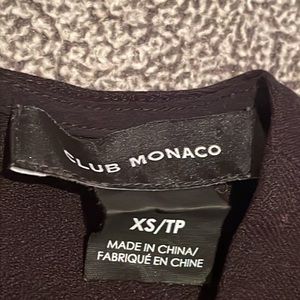 CLUB MONACO
XS/TP
MADE IN CHINA/
FABRIQUÉ EN CHINE